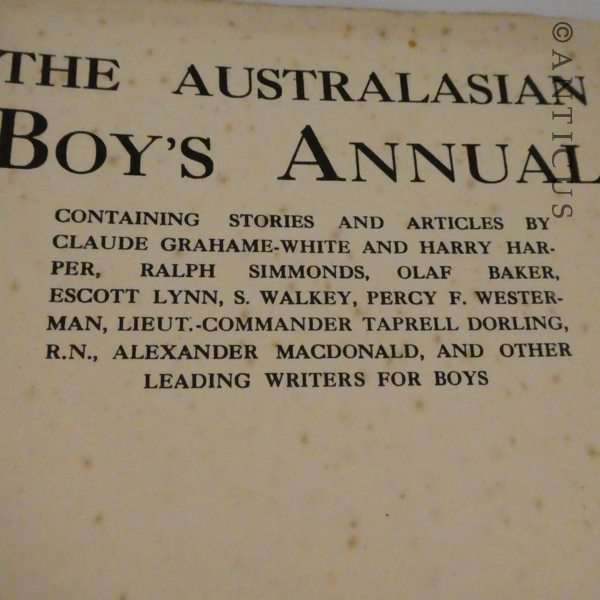 THE AUSTRALASIAN
BOY'S ANNUAL
CONTAINING STORIES AND ARTICLES BY
CLAUDE GRAHAME-WHITE AND HARRY HAR-
PER, RALPH SIMMONDS, OLAF BAKER,
ESCOTT LYNN, S. WALKEY, PERCY F. WESTER-
MAN, LIEUT.-COMMANDER TAPRELL DORLING,
R.N., ALEXANDER MACDONALD, AND OTHER
LEADING WRITERS FOR BOYS
©ATTICUS